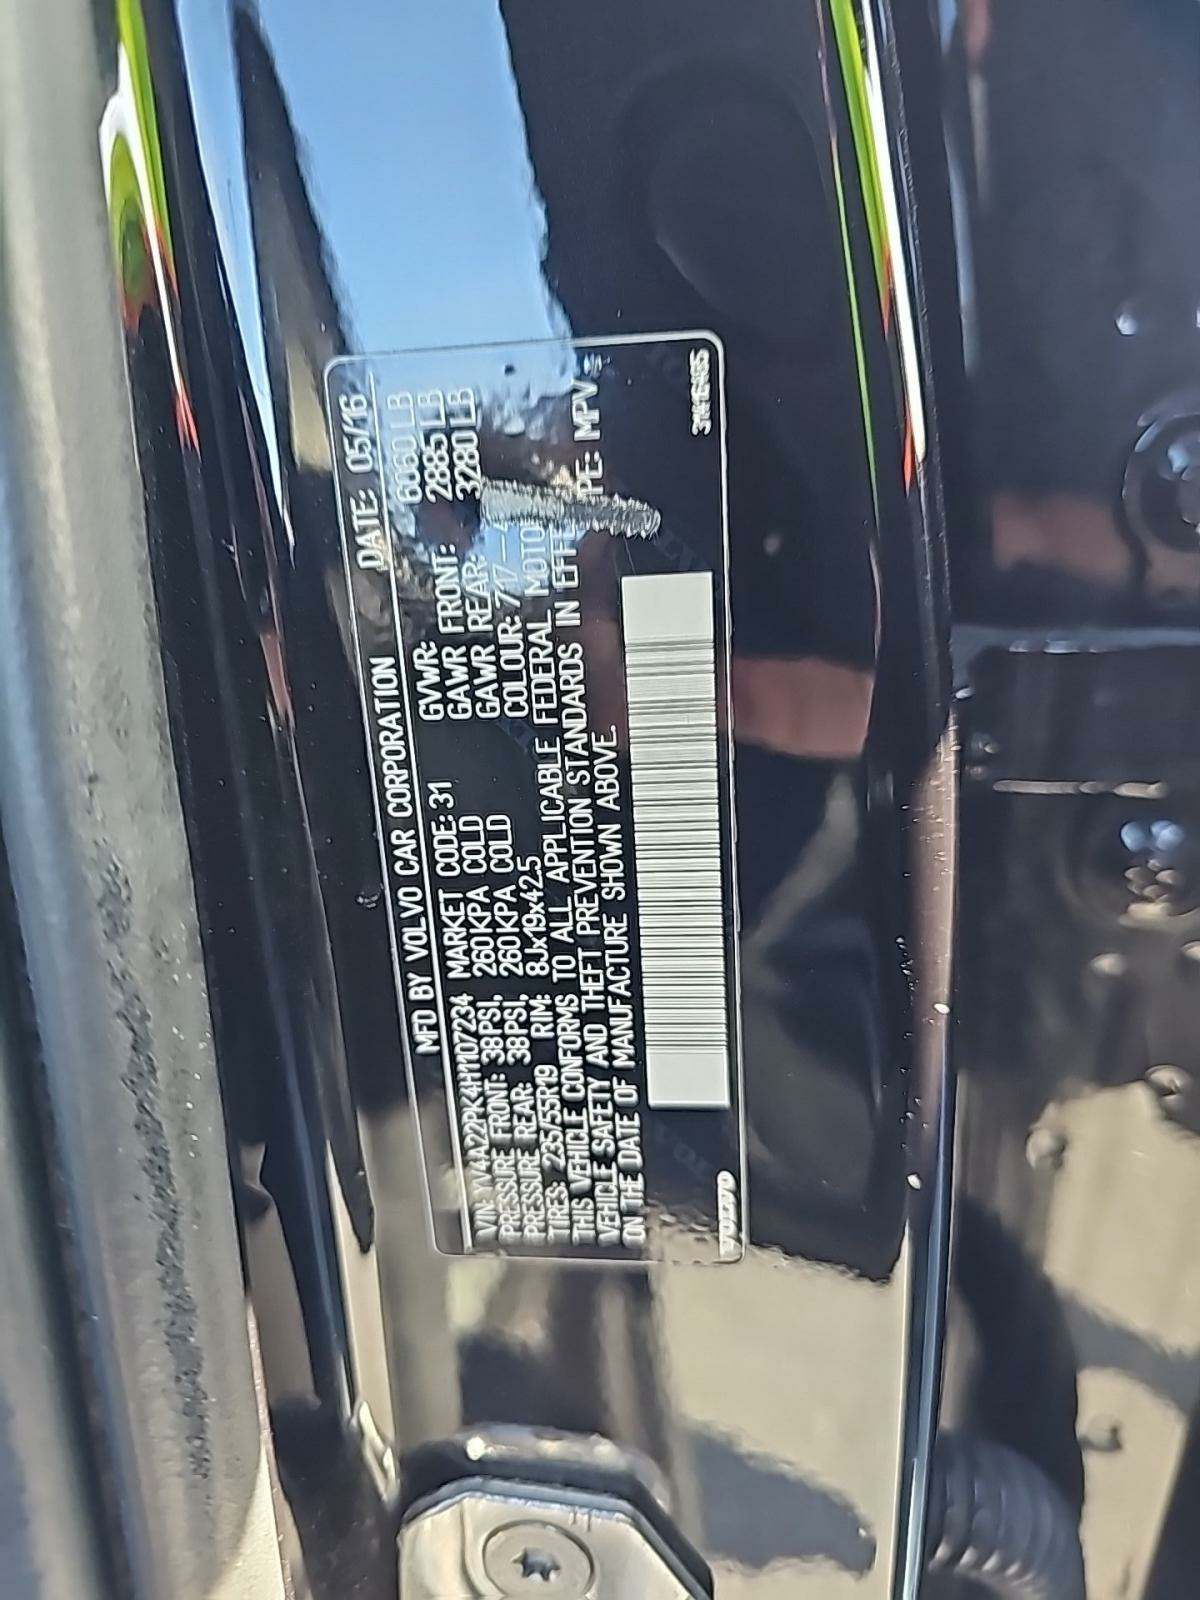 MFD BY VOLVO CAR CORPORATION DATE: 05/16
VIN: YV4A22PK4H1107234 MARKET CODE: 31 GVWR: 6060 LB
PRESSURE FRONT: 38PSI, 260KPA COLD GAWR FRONT: 2885 LB
PRESSURE REAR: 38PSI, 260KPA COLD GAWR REAR: 3280 LB
TIRES: 235/55R19 RIM: 8Jx19x42.5 COLOUR: 717
THIS VEHICLE CONFORMS TO ALL APPLICABLE FEDERAL
VEHICLE SAFETY AND THEFT PREVENTION STANDARDS IN PE: MPV
ON THE DATE OF MANUFACTURE SHOWN ABOVE.
31416485